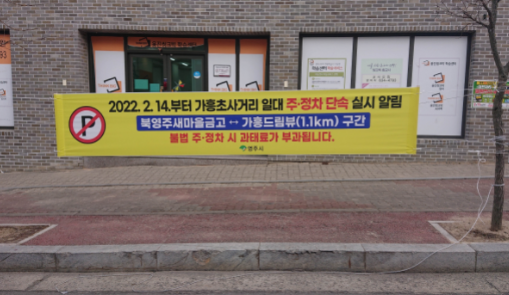 2022. 2. 14.부터 가흥초사거리 일대 주·정차 단속 실시 알림
북영주새마을금고 ↔ 가흥드림뷰(1.1km) 구간
불법 주·정차 시 과태료가 부과됩니다.
영주시